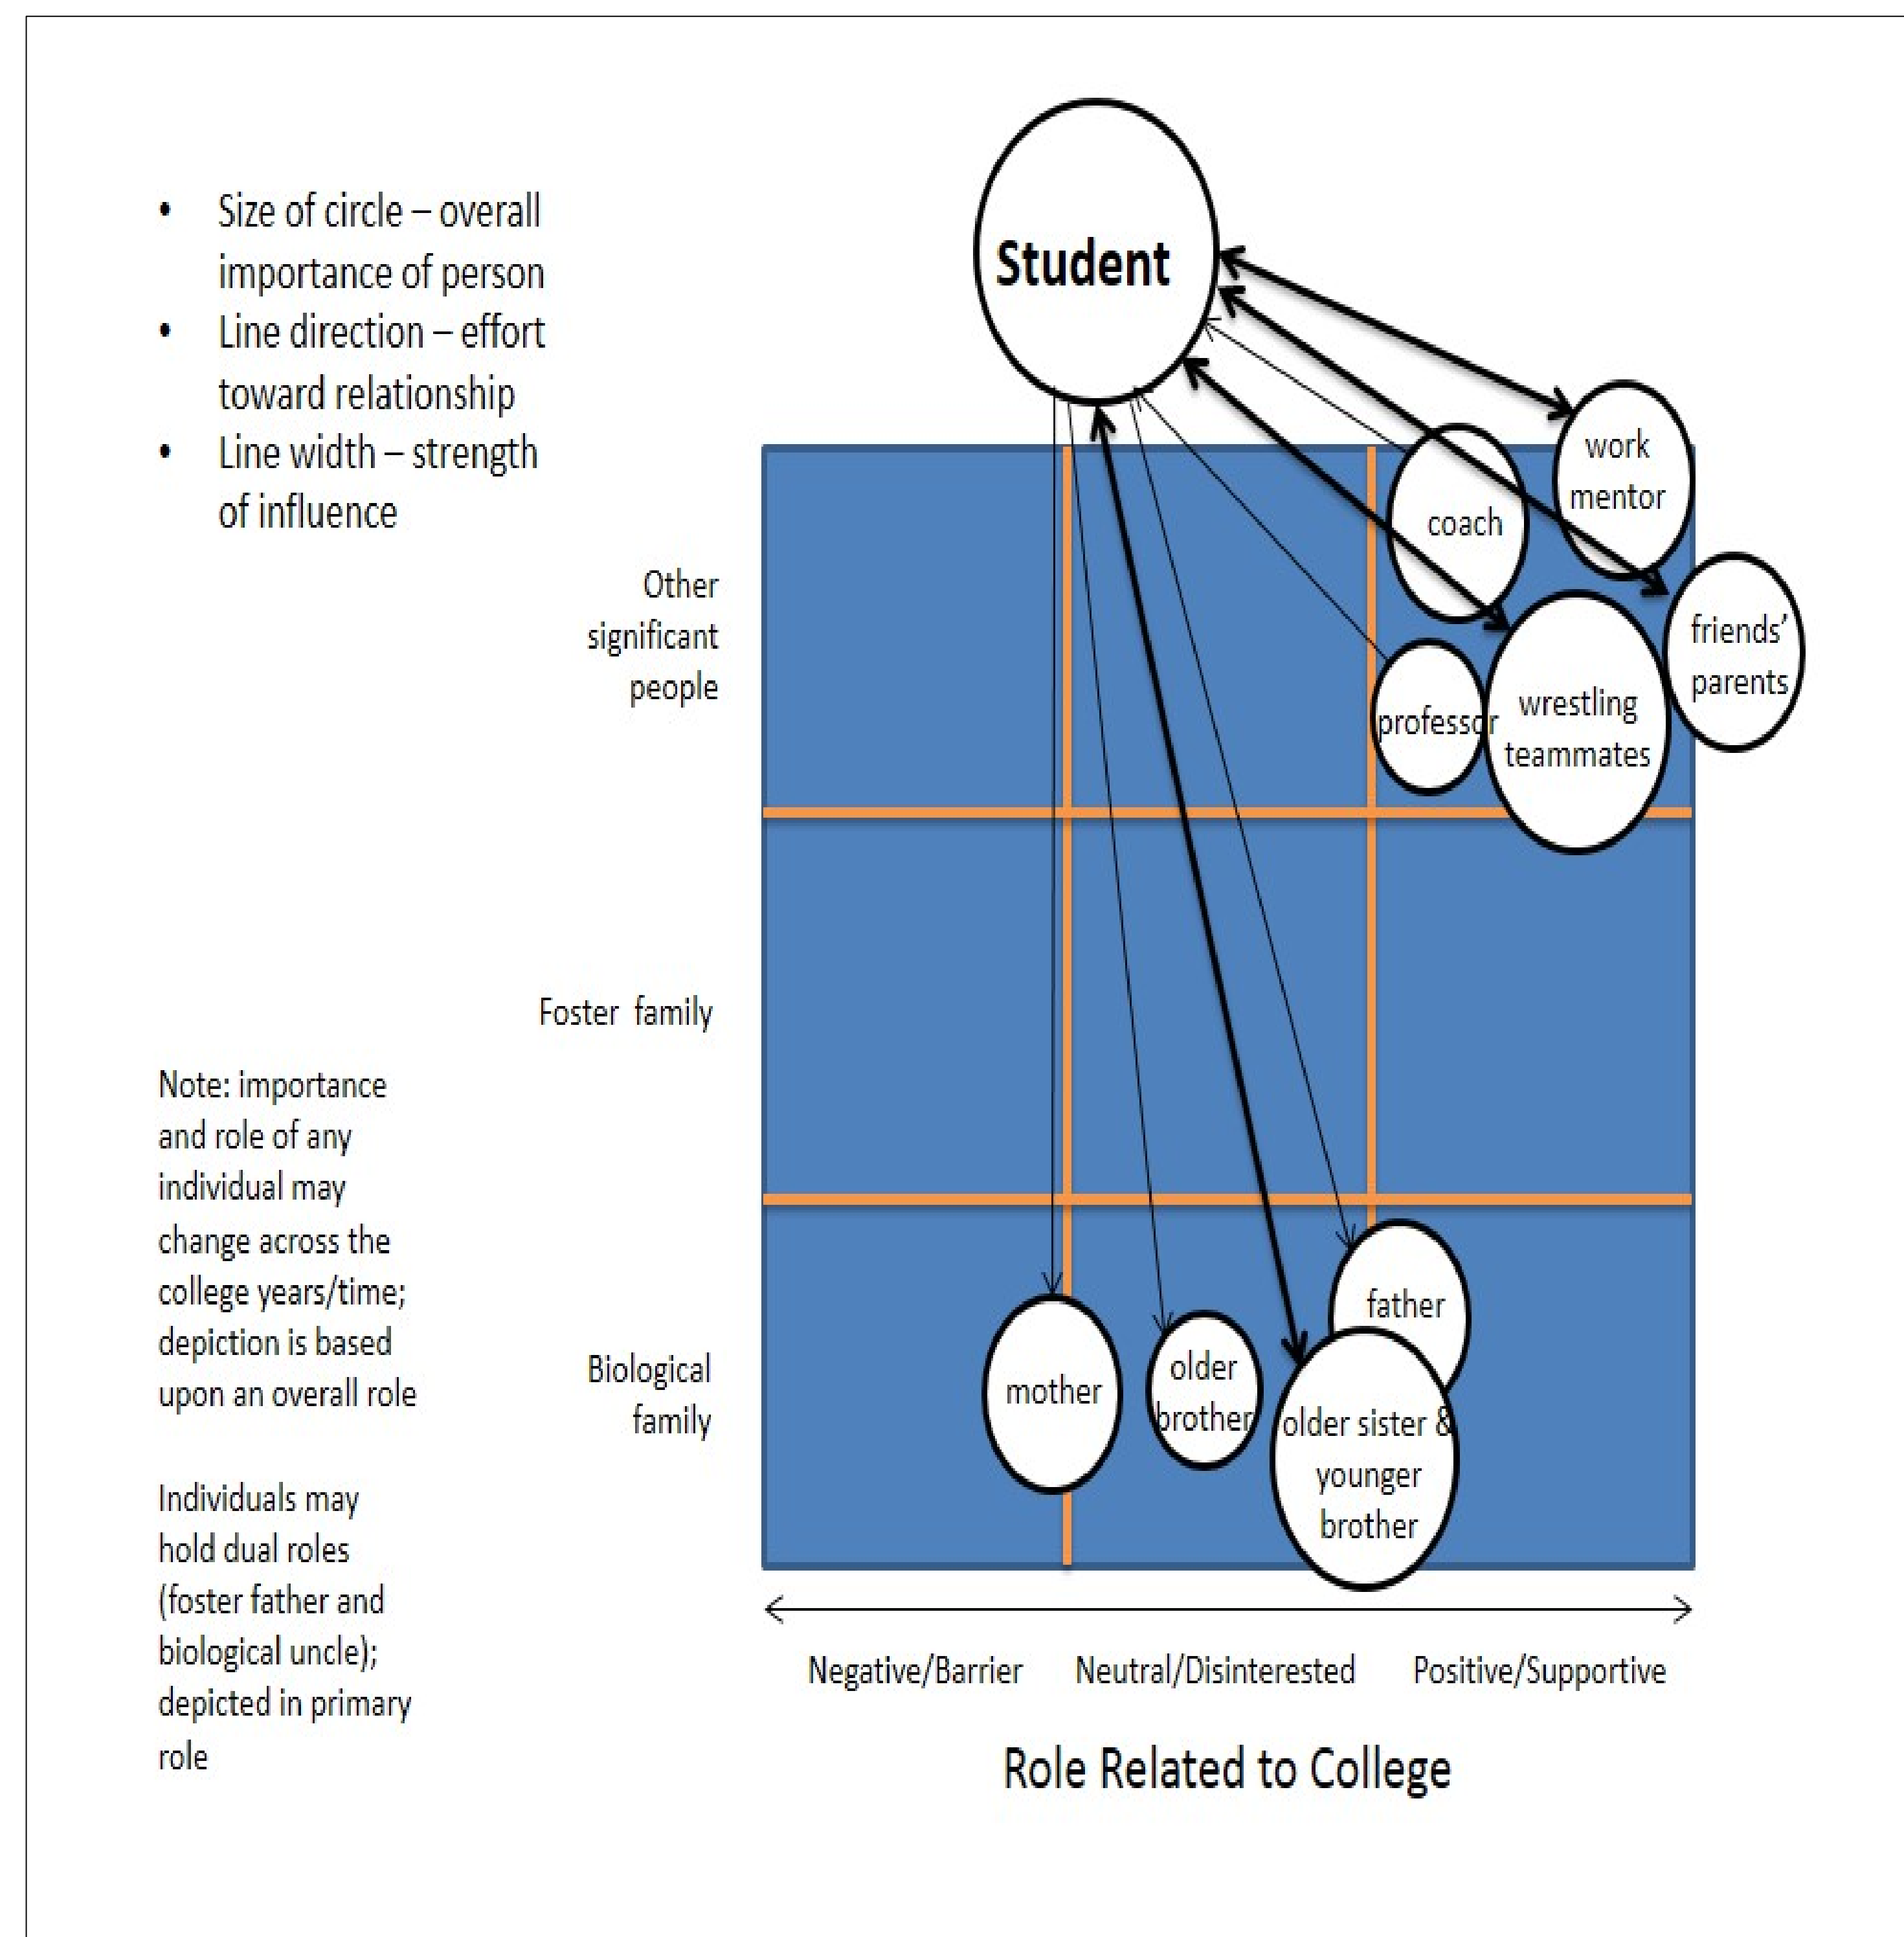 • Size of circle – overall
importance of person
• Line direction – effort
toward relationship
• Line width – strength
of influence
Student
work
mentor
coach
friends’
parents
professor
wrestling
teammates
Other
significant
people
Foster family
Note: importance
and role of any
individual may
change across the
college years/time;
depiction is based
upon an overall role
Individuals may
hold dual roles
(foster father and
biological uncle);
depicted in primary
role
Biological
family
mother
older
brother
father
older sister &
younger
brother
Negative/Barrier Neutral/Disinterested Positive/Supportive
Role Related to College